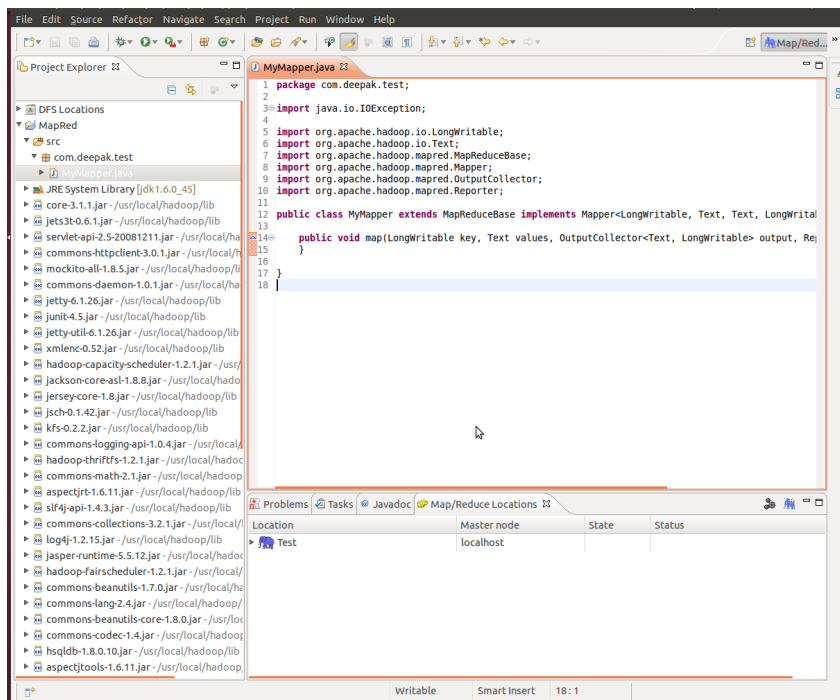 File Edit Source Refactor Navigate Search Project Run Window Help
Map/Red...
Project Explorer
DFS Locations
MapRed
src
com.deepak.test
MyMapper.java
JRE System Library [jdk1.6.0_45]
core-3.1.1.jar - /usr/local/hadoop/lib
jets3t-0.6.1.jar - /usr/local/hadoop/lib
servlet-api-2.5-20081211.jar - /usr/local/ha
commons-httpclient-3.0.1.jar - /usr/local/h
mockito-all-1.8.5.jar - /usr/local/hadoop/li
commons-daemon-1.0.1.jar - /usr/local/ha
jetty-6.1.26.jar - /usr/local/hadoop/lib
junit-4.5.jar - /usr/local/hadoop/lib
jetty-util-6.1.26.jar - /usr/local/hadoop/lib
xmlenc-0.52.jar - /usr/local/hadoop/lib
hadoop-capacity-scheduler-1.2.1.jar - /usr/
jackson-core-asl-1.8.8.jar - /usr/local/hado
jersey-core-1.8.jar - /usr/local/hadoop/lib
jsch-0.1.42.jar - /usr/local/hadoop/lib
kfs-0.2.2.jar - /usr/local/hadoop/lib
commons-logging-api-1.0.4.jar - /usr/local/
hadoop-thriftfs-1.2.1.jar - /usr/local/hadoc
commons-math-2.1.jar - /usr/local/hadoop
aspectjrt-1.6.11.jar - /usr/local/hadoop/lib
slf4j-api-1.4.3.jar - /usr/local/hadoop/lib
commons-collections-3.2.1.jar - /usr/local/
log4j-1.2.15.jar - /usr/local/hadoop/lib
jasper-runtime-5.5.12.jar - /usr/local/hadoc
hadoop-fairscheduler-1.2.1.jar - /usr/local/
commons-beanutils-1.7.0.jar - /usr/local/ha
commons-lang-2.4.jar - /usr/local/hadoop/
commons-beanutils-core-1.8.0.jar - /usr/loc
commons-codec-1.4.jar - /usr/local/hadoop
hsqldb-1.8.0.10.jar - /usr/local/hadoop/lib
aspectjtools-1.6.11.jar - /usr/local/hadoop
MyMapper.java
1 package com.deepak.test;
2
3 import java.io.IOException;
4
5 import org.apache.hadoop.io.LongWritable;
6 import org.apache.hadoop.io.Text;
7 import org.apache.hadoop.mapred.MapReduceBase;
8 import org.apache.hadoop.mapred.Mapper;
9 import org.apache.hadoop.mapred.OutputCollector;
10 import org.apache.hadoop.mapred.Reporter;
11
12 public class MyMapper extends MapReduceBase implements Mapper<LongWritable, Text, Text, LongWrital
13
14 public void map(LongWritable key, Text values, OutputCollector<Text, LongWritable> output, Rep
15 }
16
17 }
18
Problems Tasks @ Javadoc Map/Reduce Locations
Location Master node State Status
Test localhost
Writable Smart Insert 18 : 1